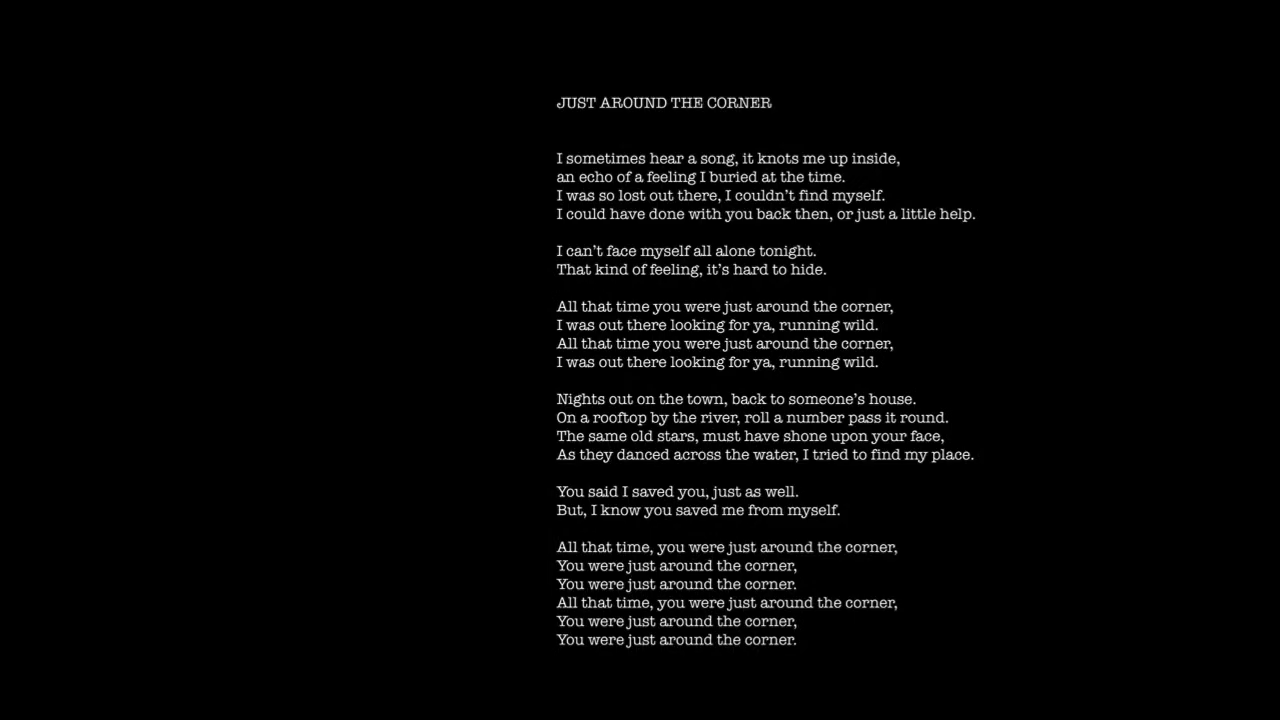 JUST AROUND THE CORNER
I sometimes hear a song, it knots me up inside,
an echo of a feeling I buried at the time.
I was so lost out there, I couldn’t find myself.
I could have done with you back then, or just a little help.
I can’t face myself all alone tonight.
That kind of feeling, it’s hard to hide.
All that time you were just around the corner,
I was out there looking for ya, running wild.
All that time you were just around the corner,
I was out there looking for ya, running wild.
Nights out on the town, back to someone’s house.
On a rooftop by the river, roll a number pass it round.
The same old stars, must have shone upon your face,
As they danced across the water, I tried to find my place.
You said I saved you, just as well.
But, I know you saved me from myself.
All that time, you were just around the corner,
You were just around the corner,
You were just around the corner.
All that time, you were just around the corner,
You were just around the corner,
You were just around the corner.